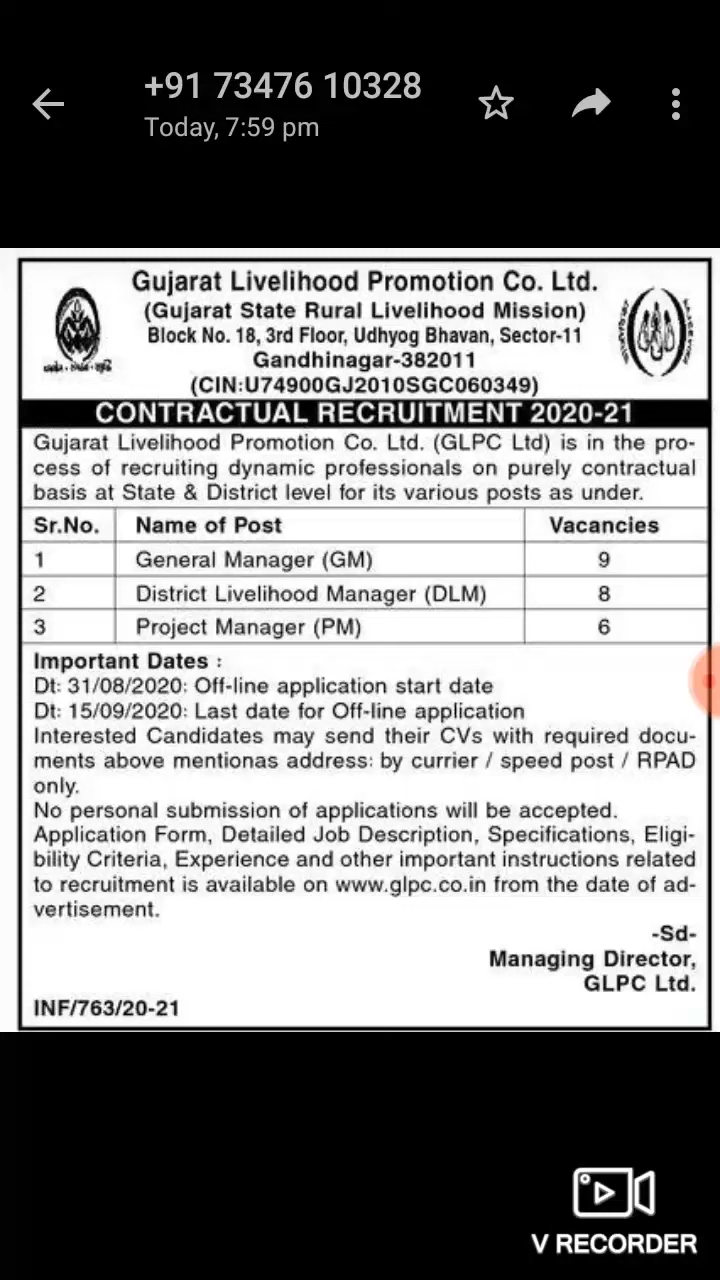 +91 73476 10328
Today, 7:59 pm
Gujarat Livelihood Promotion Co. Ltd.
(Gujarat State Rural Livelihood Mission)
Block No. 18, 3rd Floor, Udhyog Bhavan, Sector-11
Gandhinagar-382011
(CIN:U74900GJ2010SGC060349)
CONTRACTUAL RECRUITMENT 2020-21
Gujarat Livelihood Promotion Co. Ltd. (GLPC Ltd) is in the pro-
cess of recruiting dynamic professionals on purely contractual
basis at State & District level for its various posts as under.
Sr.No. Name of Post Vacancies
1 General Manager (GM) 9
2 District Livelihood Manager (DLM) 8
3 Project Manager (PM) 6
Important Dates :
Dt: 31/08/2020: Off-line application start date
Dt: 15/09/2020: Last date for Off-line application
Interested Candidates may send their CVs with required docu-
ments above mentionas address: by currier / speed post / RPAD
only.
No personal submission of applications will be accepted.
Application Form, Detailed Job Description, Specifications, Eligi-
bility Criteria, Experience and other important instructions related
to recruitment is available on www.glpc.co.in from the date of ad-
vertisement.
-Sd-
Managing Director,
GLPC Ltd.
INF/763/20-21
V RECORDER